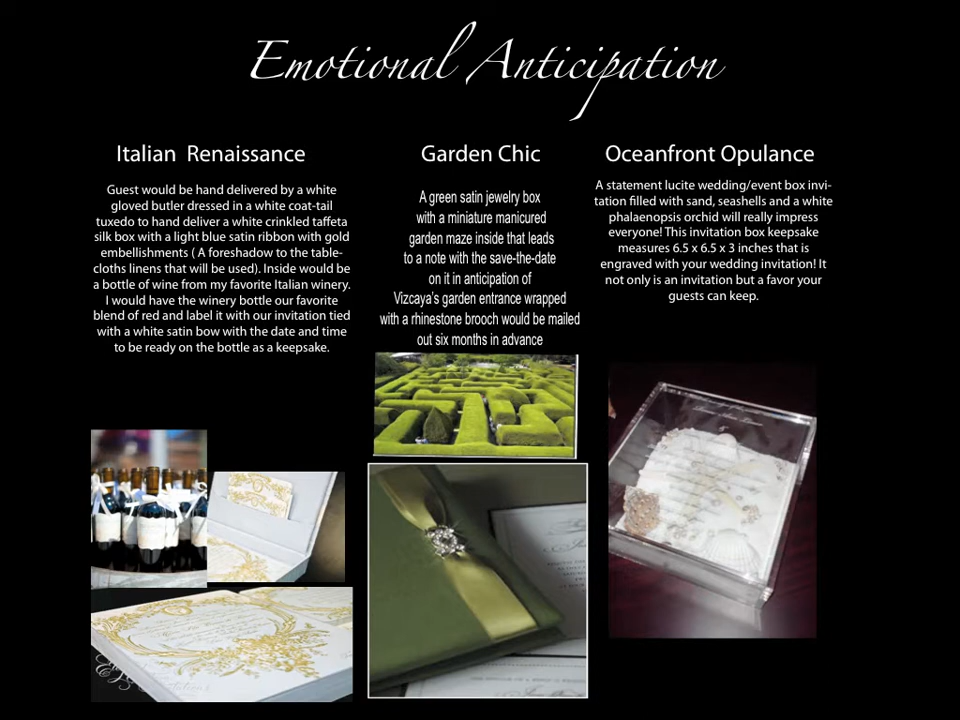 Emotional Anticipation
Italian Renaissance
Guest would be hand delivered by a white
gloved butler dressed in a white coat-tail
tuxedo to hand deliver a white crinkled taffeta
silk box with a light blue satin ribbon with gold
embellishments ( A foreshadow to the table-
cloths linens that will be used). Inside would be
a bottle of wine from my favorite Italian winery.
I would have the winery bottle our favorite
blend of red and label it with our invitation tied
with a white satin bow with the date and time
to be ready on the bottle as a keepsake.
Garden Chic
A green satin jewelry box
with a miniature manicured
garden maze inside that leads
to a note with the save-the-date
on it in anticipation of
Vizcaya's garden entrance wrapped
with a rhinestone brooch would be mailed
out six months in advance
Oceanfront Opulance
A statement lucite wedding/event box invi-
tation filled with sand, seashells and a white
phalaenopsis orchid will really impress
everyone! This invitation box keepsake
measures 6.5 x 6.5 x 3 inches that is
engraved with your wedding invitation! It
not only is an invitation but a favor your
guests can keep.